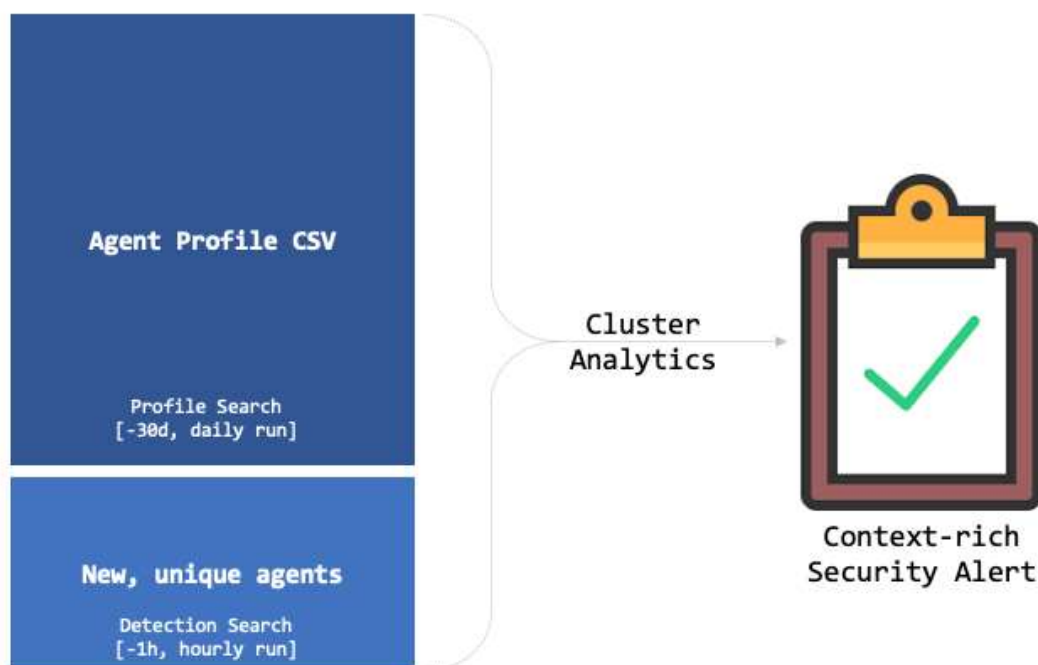 Agent Profile CSV
Profile Search
[-30d, daily run]
New, unique agents
Detection Search
[-1h, hourly run]
Cluster
Analytics
Context-rich
Security Alert